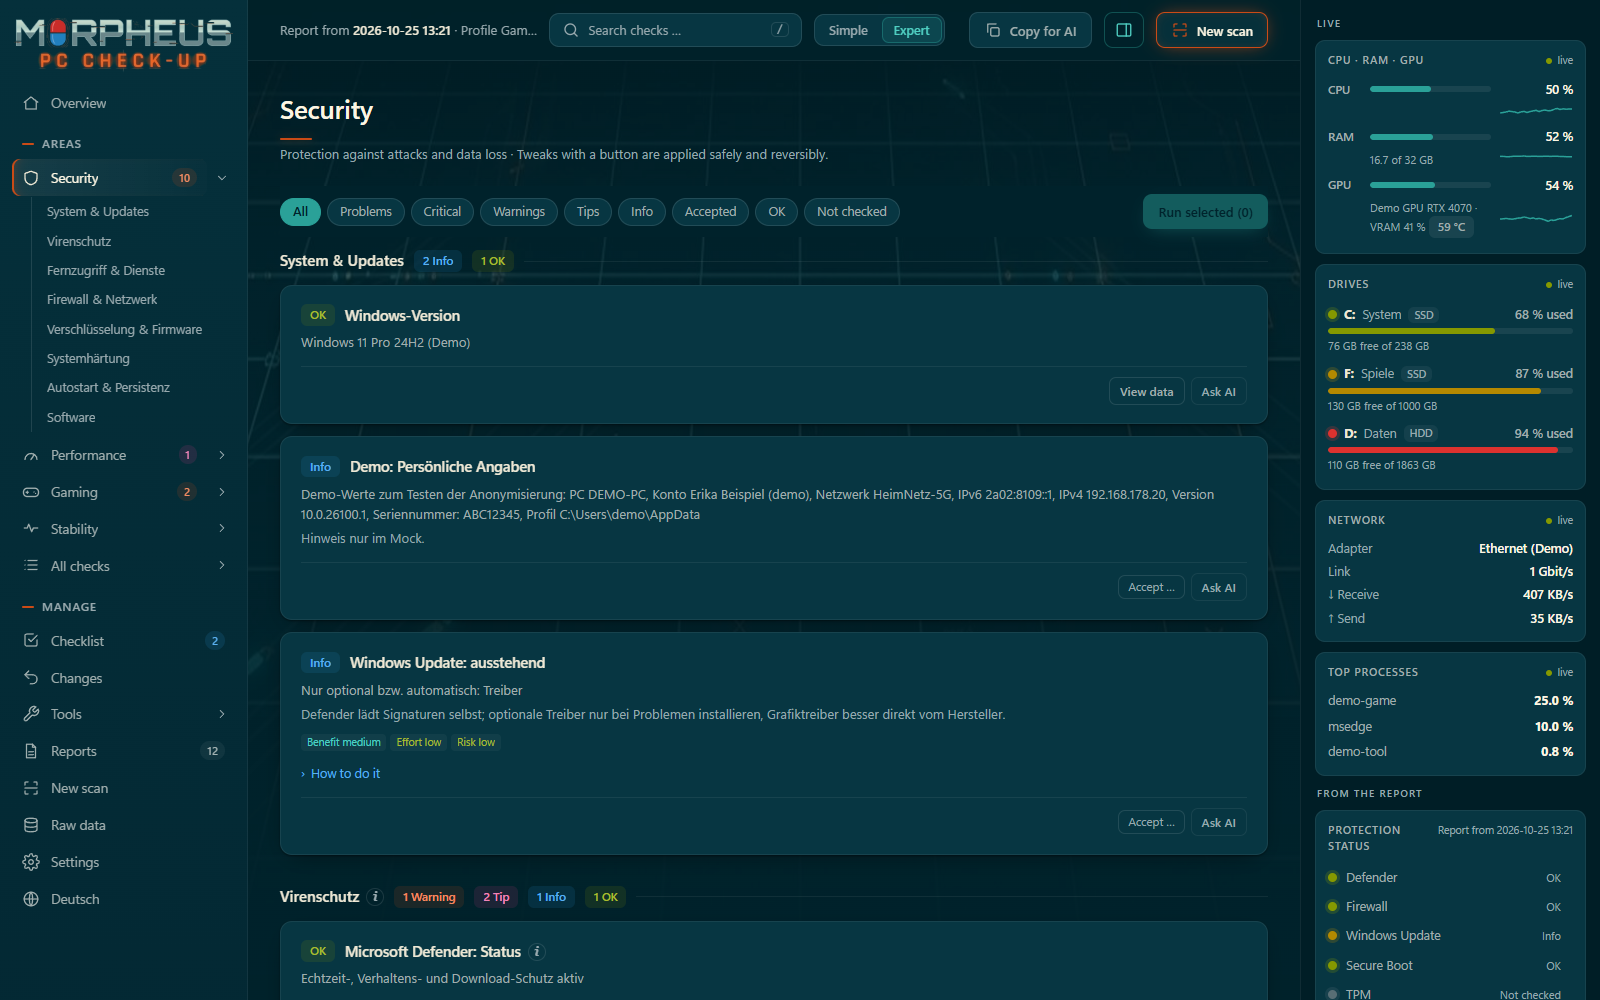 MORPHEUS
PC CHECK-UP
Overview
AREAS
Security 10
System & Updates
Virenschutz
Fernzugriff & Dienste
Firewall & Netzwerk
Verschlüsselung & Firmware
Systemhärtung
Autostart & Persistenz
Software
Performance 1
Gaming 2
Stability
All checks
MANAGE
Checklist 2
Changes
Tools
Reports 12
New scan
Raw data
Settings
Deutsch
Report from 2026-10-25 13:21 · Profile Gam...
Search checks ... /
Simple Expert
Copy for AI
New scan
Security
Protection against attacks and data loss · Tweaks with a button are applied safely and reversibly.
All Problems Critical Warnings Tips Info Accepted OK Not checked
Run selected (0)
System & Updates 2 Info 1 OK
OK Windows-Version
Windows 11 Pro 24H2 (Demo)
View data Ask AI
Info Demo: Persönliche Angaben
Demo-Werte zum Testen der Anonymisierung: PC DEMO-PC, Konto Erika Beispiel (demo), Netzwerk HeimNetz-5G, IPv6 2a02:8109::1, IPv4 192.168.178.20, Version
10.0.26100.1, Seriennummer: ABC12345, Profil C:\Users\demo\AppData
Hinweis nur im Mock.
Accept ... Ask AI
Info Windows Update: ausstehend
Nur optional bzw. automatisch: Treiber
Defender lädt Signaturen selbst; optionale Treiber nur bei Problemen installieren, Grafiktreiber besser direkt vom Hersteller.
Benefit medium Effort low Risk low
› How to do it
Accept ... Ask AI
Virenschutz i 1 Warning 2 Tip 1 Info 1 OK
OK Microsoft Defender: Status i
Echtzeit-, Verhaltens- und Download-Schutz aktiv
LIVE
CPU · RAM · GPU live
CPU 50 %
RAM 52 %
16.7 of 32 GB
GPU 54 %
Demo GPU RTX 4070 ·
VRAM 41 % 59 °C
DRIVES live
C: System SSD 68 % used
76 GB free of 238 GB
F: Spiele SSD 87 % used
130 GB free of 1000 GB
D: Daten HDD 94 % used
110 GB free of 1863 GB
NETWORK live
Adapter Ethernet (Demo)
Link 1 Gbit/s
↓ Receive 407 KB/s
↑ Send 35 KB/s
TOP PROCESSES live
demo-game 25.0 %
msedge 10.0 %
demo-tool 0.8 %
FROM THE REPORT
PROTECTION STATUS Report from 2026-10-25 13:21
Defender OK
Firewall OK
Windows Update Info
Secure Boot OK
TPM Not checked